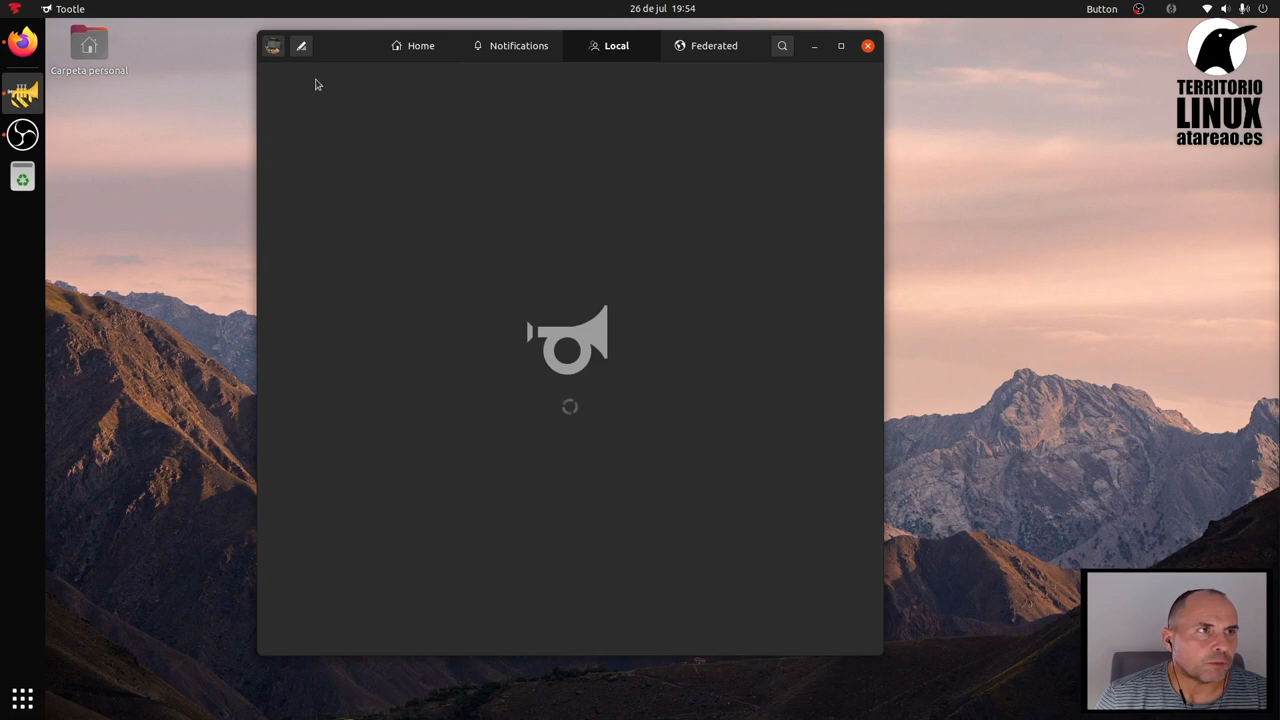 Tootle
26 de jul 19:54
Button
Carpeta personal
Home
Notifications
Local
Federated
TERRITORIO
LINUX
atareao.es